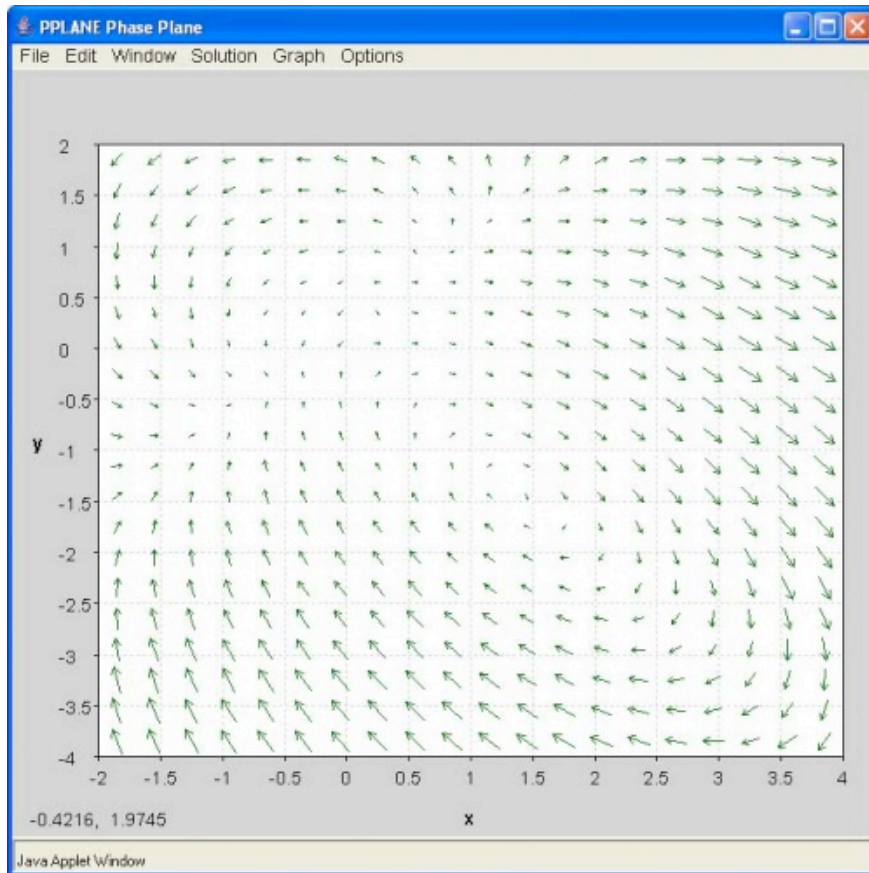 PPLANE Phase Plane
File Edit Window Solution Graph Options
2
1.5
1
0.5
0
-0.5
y
-1
-1.5
-2
-2.5
-3
-3.5
-4
-2 -1.5 -1 -0.5 0 0.5 1 1.5 2 2.5 3 3.5 4
-0.4216, 1.9745 x
Java Applet Window